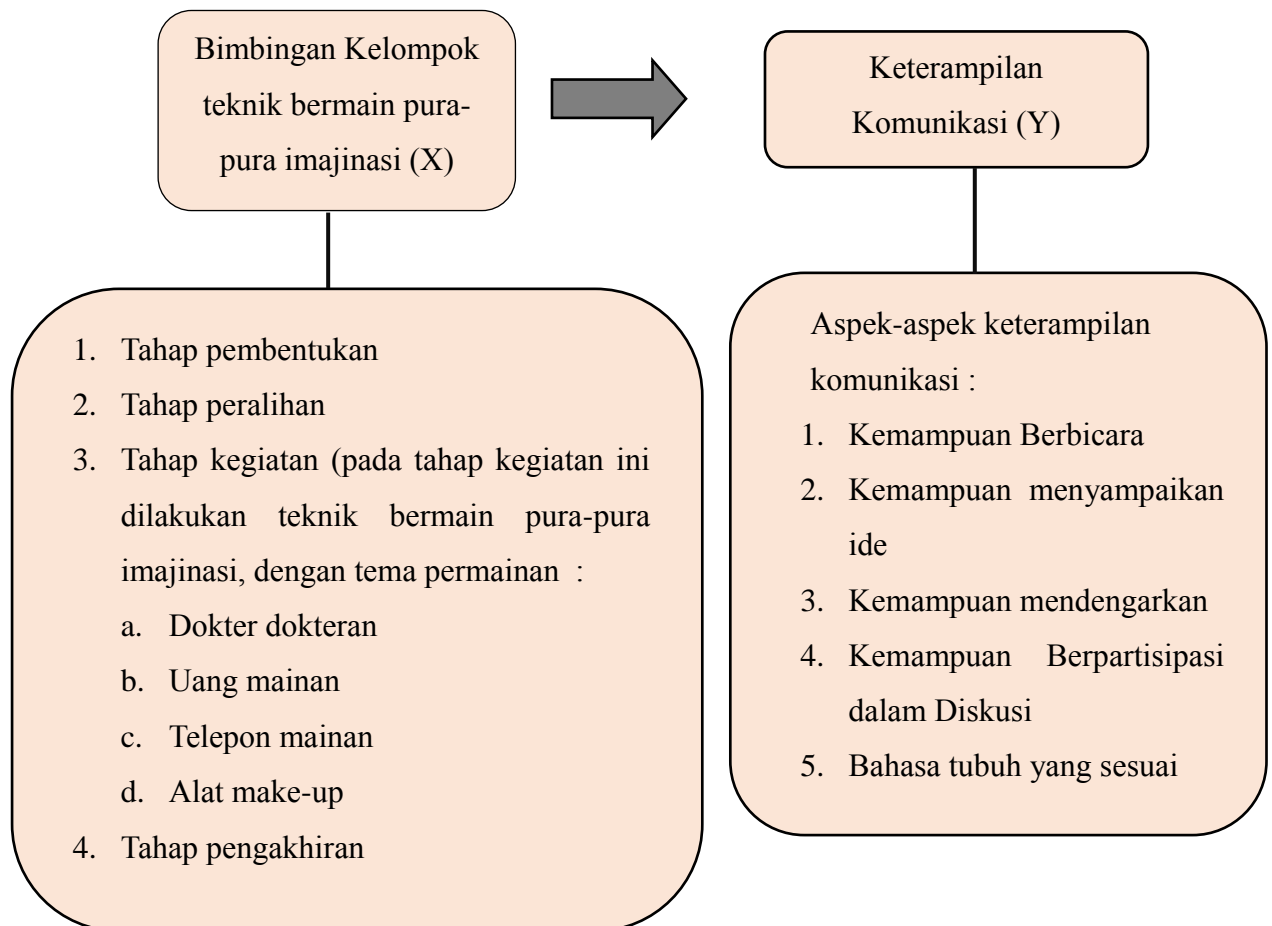 Bimbingan Kelompok
teknik bermain pura-
pura imajinasi (X)
Keterampilan
Komunikasi (Y)
1. Tahap pembentukan
2. Tahap peralihan
3. Tahap kegiatan (pada tahap kegiatan ini
dilakukan teknik bermain pura-pura
imajinasi, dengan tema permainan :
a. Dokter dokteran
b. Uang mainan
c. Telepon mainan
d. Alat make-up
4. Tahap pengakhiran
Aspek-aspek keterampilan
komunikasi :
1. Kemampuan Berbicara
2. Kemampuan menyampaikan
ide
3. Kemampuan mendengarkan
4. Kemampuan Berpartisipasi
dalam Diskusi
5. Bahasa tubuh yang sesuai